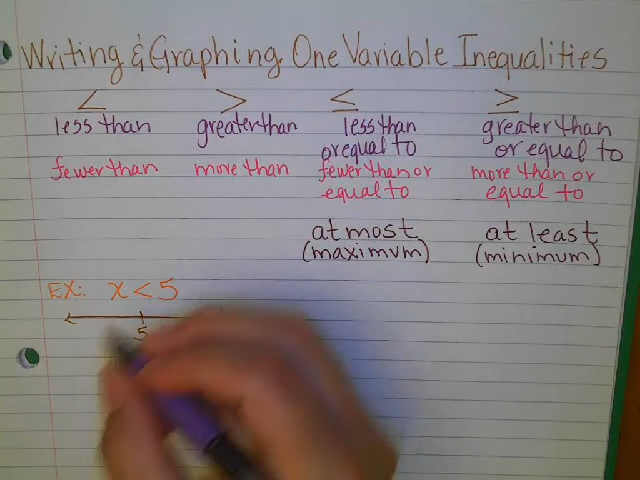 Writing & Graphing One Variable Inequalities
< > ≤ ≥
less than greater than less than or equal to greater than or equal to
fewer than more than fewer than or equal to more than or equal to
at most (maximum) at least (minimum)
EX: x < 5
5